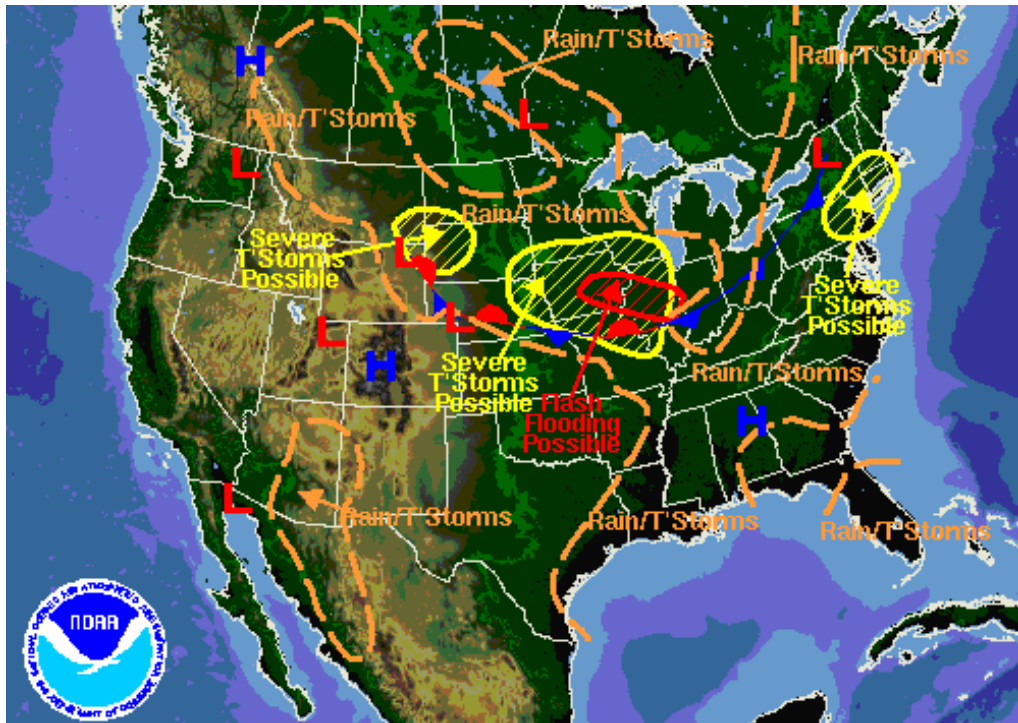 Rain/T'Storms
Rain/T'Storms
H
Rain/T'Storms
L
L
L
Rain/T'Storms
Severe
T'Storms
Possible
L
Severe
T'Storms
Possible
L
L
H
Severe
T'Storms
Possible
Rain/T'Storms
Flash
Flooding
Possible
H
L
Rain/T'Storms
Rain/T'Storms
Rain/T'Storms
NOAA